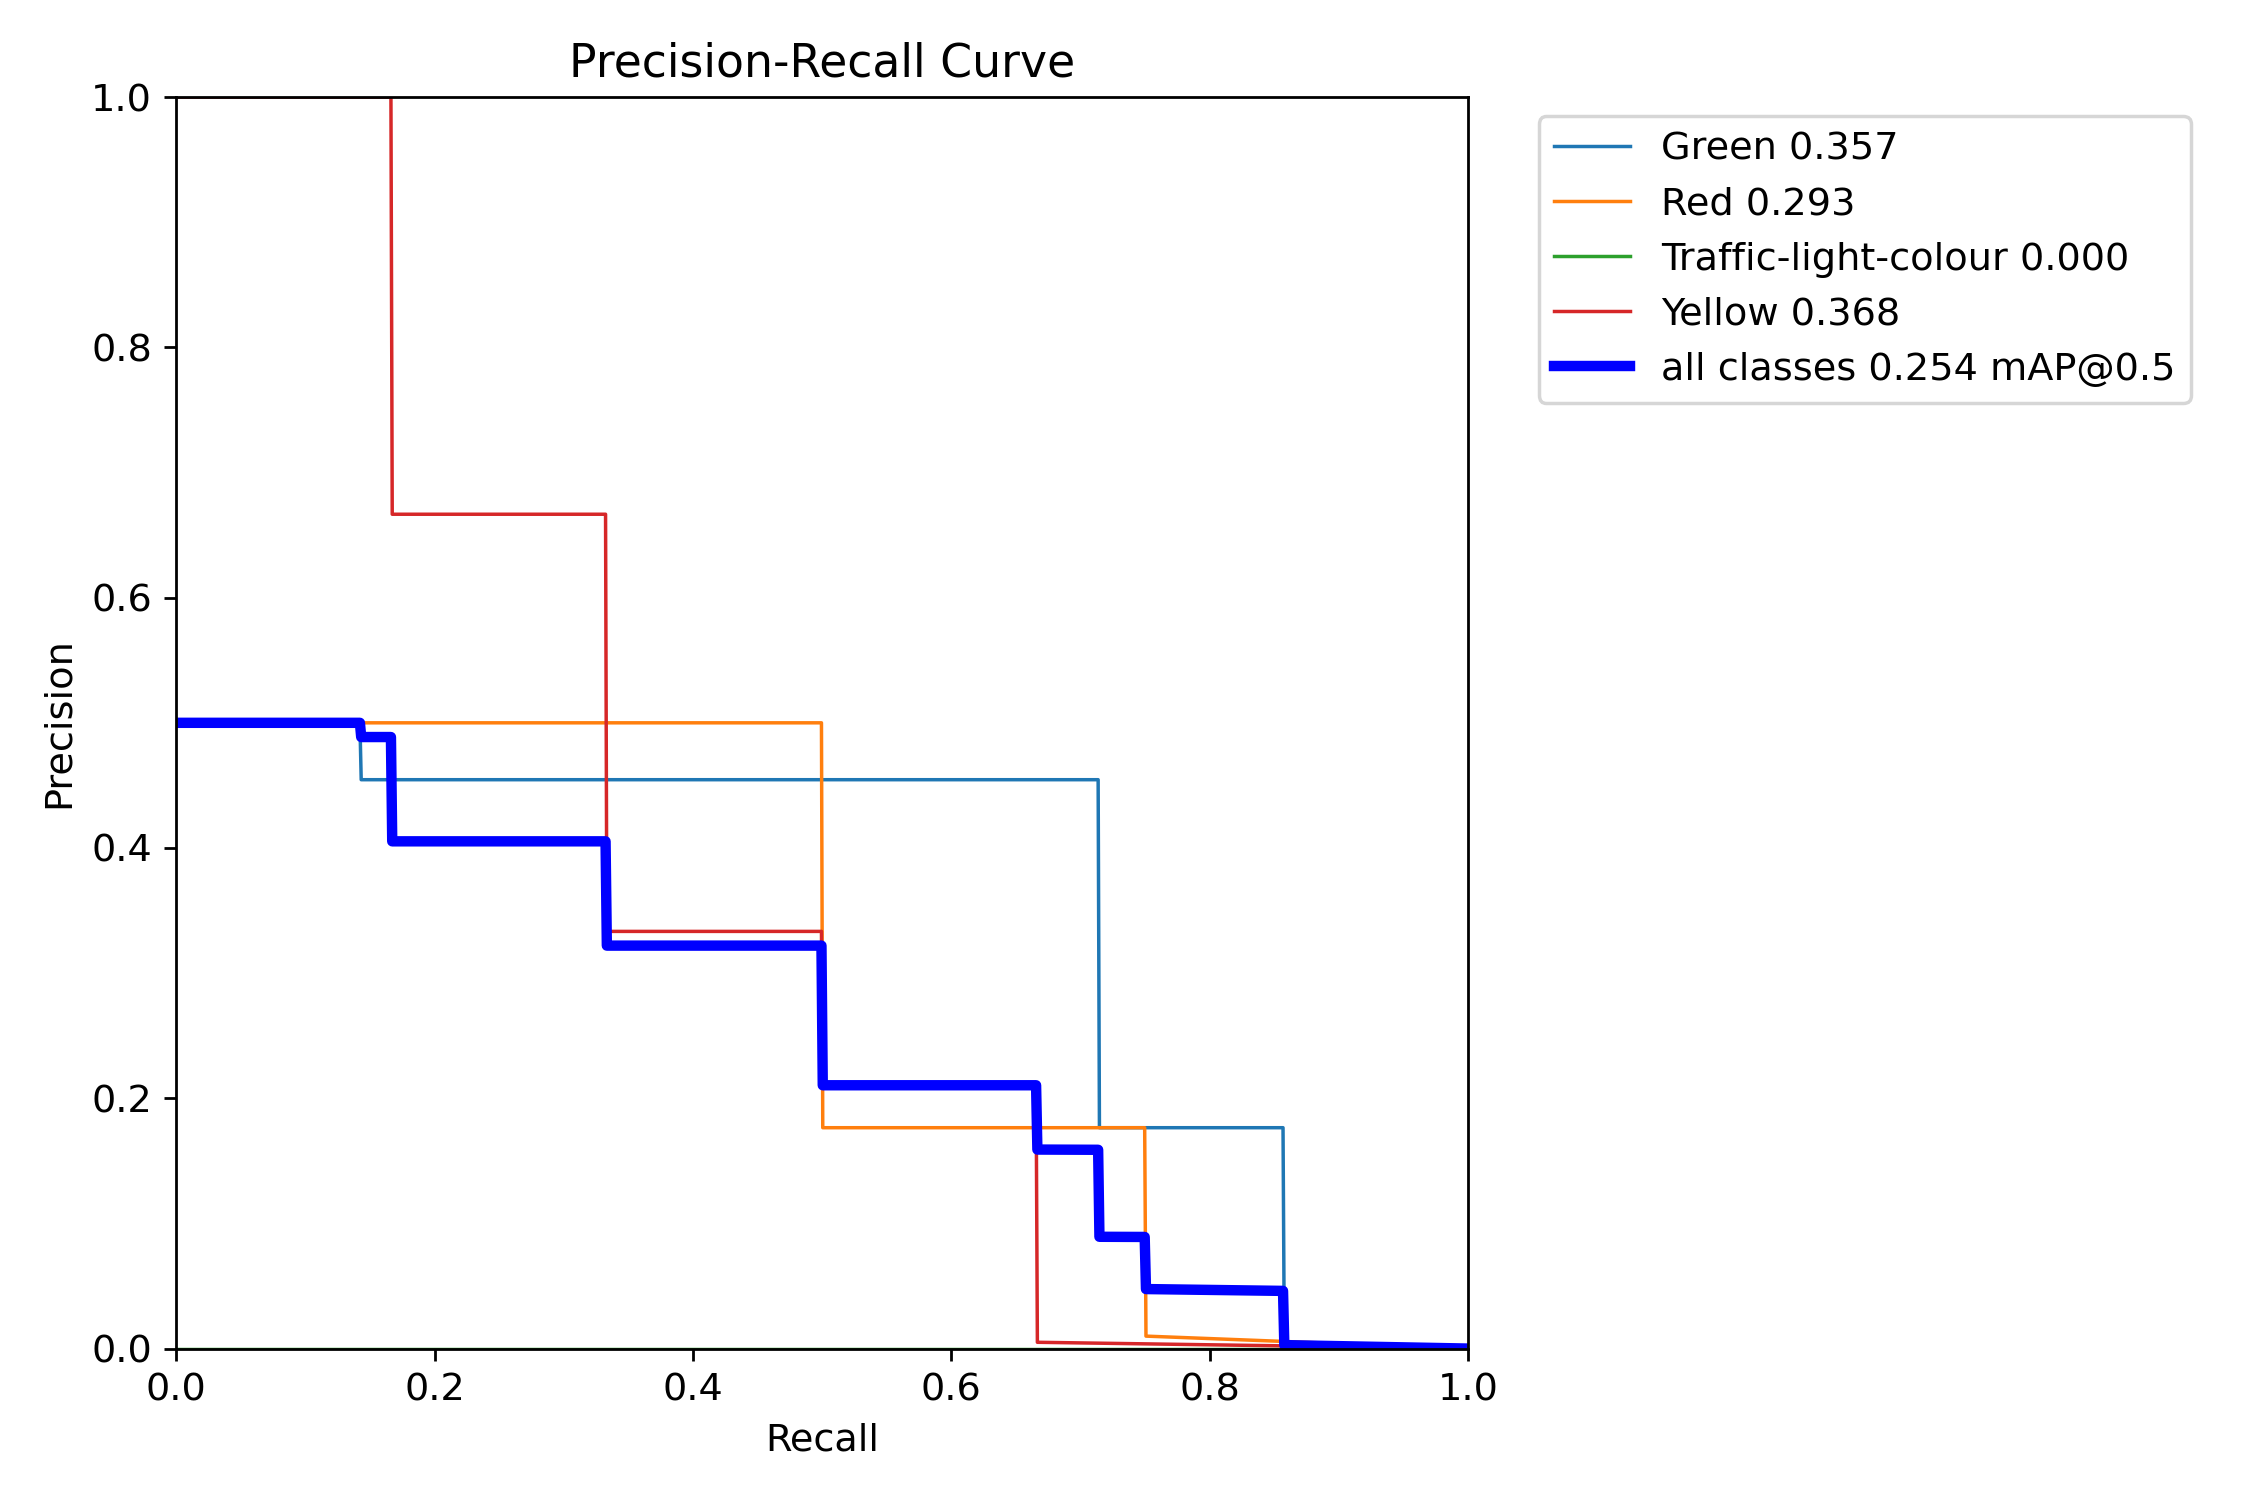 Precision-Recall Curve
1.0
0.8
0.6
0.4
0.2
0.0
Precision
0.0 0.2 0.4 0.6 0.8 1.0
Recall
Green 0.357
Red 0.293
Traffic-light-colour 0.000
Yellow 0.368
all classes 0.254 mAP@0.5